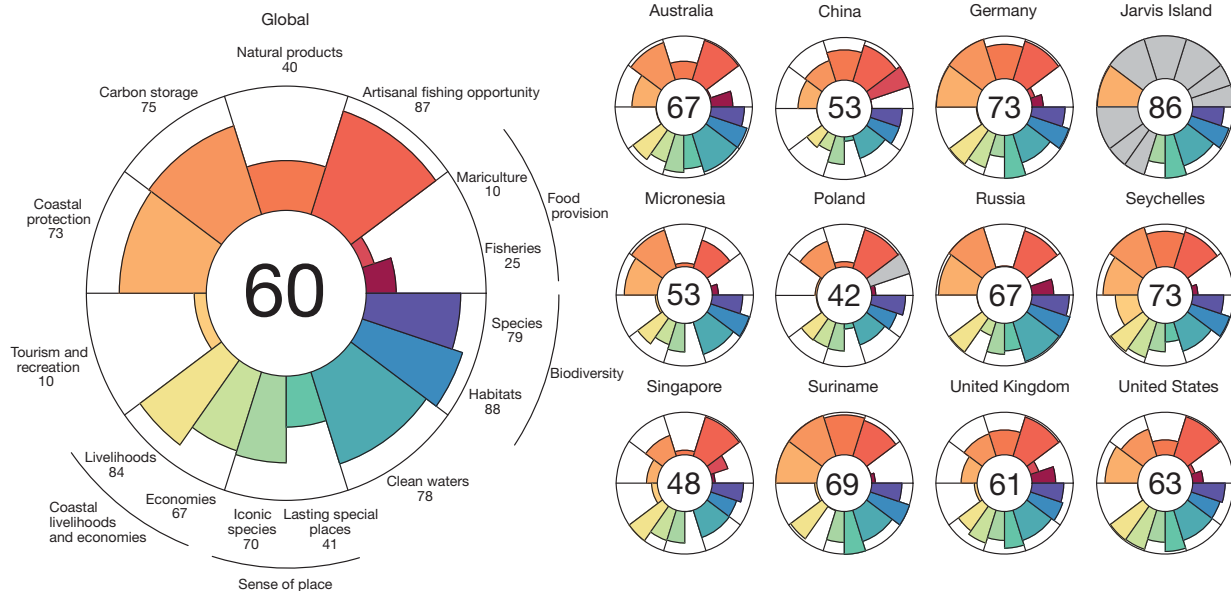 Global
Natural products
40
Carbon storage
75
Artisanal fishing opportunity
87
Coastal
protection
73
Mariculture
10
Food
provision
Fisheries
25
60
Species
79
Tourism and
recreation
10
Habitats
88
Biodiversity
Livelihoods
84
Clean waters
78
Economies
67
Coastal
livelihoods
and economies
Iconic
species
70
Lasting special
places
41
Sense of place
Australia
67
China
53
Germany
73
Jarvis Island
86
Micronesia
53
Poland
42
Russia
67
Seychelles
73
Singapore
48
Suriname
69
United Kingdom
61
United States
63